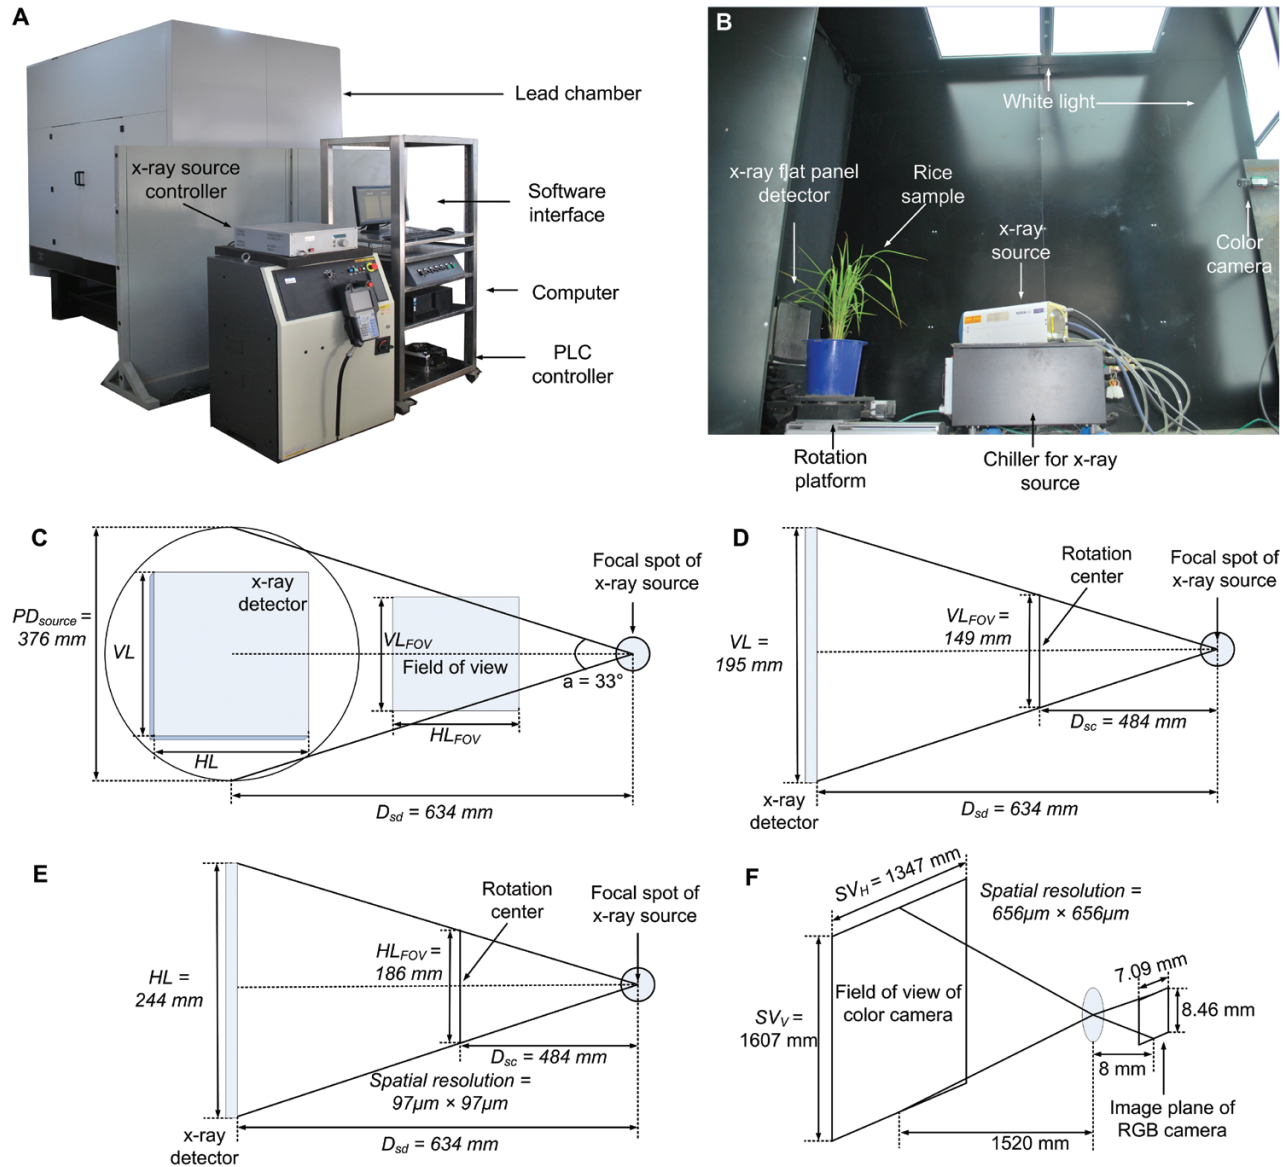 A
Lead chamber
x-ray source
controller
Software
interface
Computer
PLC
controller
B
White light
x-ray flat panel
detector
Rice
sample
x-ray
source
Color
camera
Rotation
platform
Chiller for x-ray
source
C
PDsource =
376 mm
VL
x-ray
detector
HL
VLFOV
Field of view
HLFOV
a = 33°
Focal spot of
x-ray source
Dsd = 634 mm
D
VL =
195 mm
VLFOV =
149 mm
Rotation
center
Focal spot of
x-ray source
Dsc = 484 mm
x-ray
detector
Dsd = 634 mm
E
HL =
244 mm
HLFOV =
186 mm
Rotation
center
Focal spot of
x-ray source
Dsc = 484 mm
Spatial resolution =
97µm × 97µm
x-ray
detector
Dsd = 634 mm
F
SVH = 1347 mm
Spatial resolution =
656µm × 656µm
SVV =
1607 mm
Field of view of
color camera
7.09 mm
8.46 mm
8 mm
Image plane of
RGB camera
1520 mm